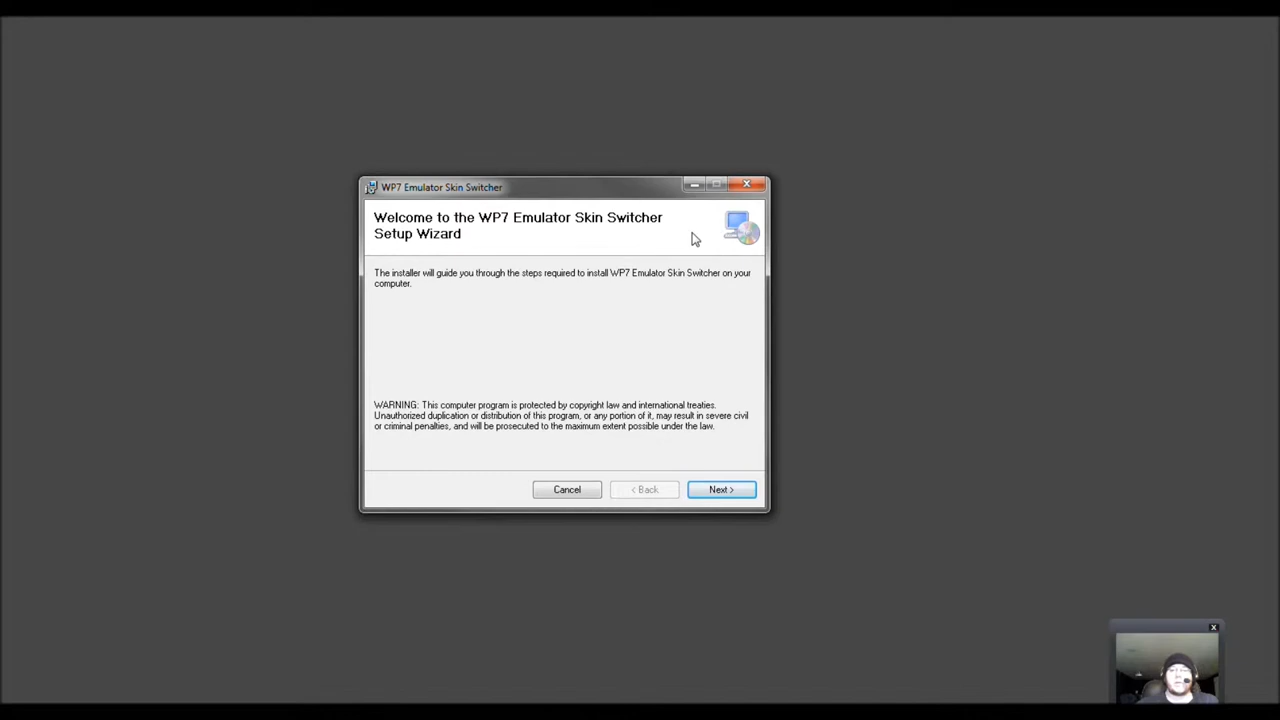 WP7 Emulator Skin Switcher
Welcome to the WP7 Emulator Skin Switcher
Setup Wizard
The installer will guide you through the steps required to install WP7 Emulator Skin Switcher on your
computer.
WARNING: This computer program is protected by copyright law and international treaties.
Unauthorized duplication or distribution of this program, or any portion of it, may result in severe civil
or criminal penalties, and will be prosecuted to the maximum extent possible under the law.
Cancel < Back Next >